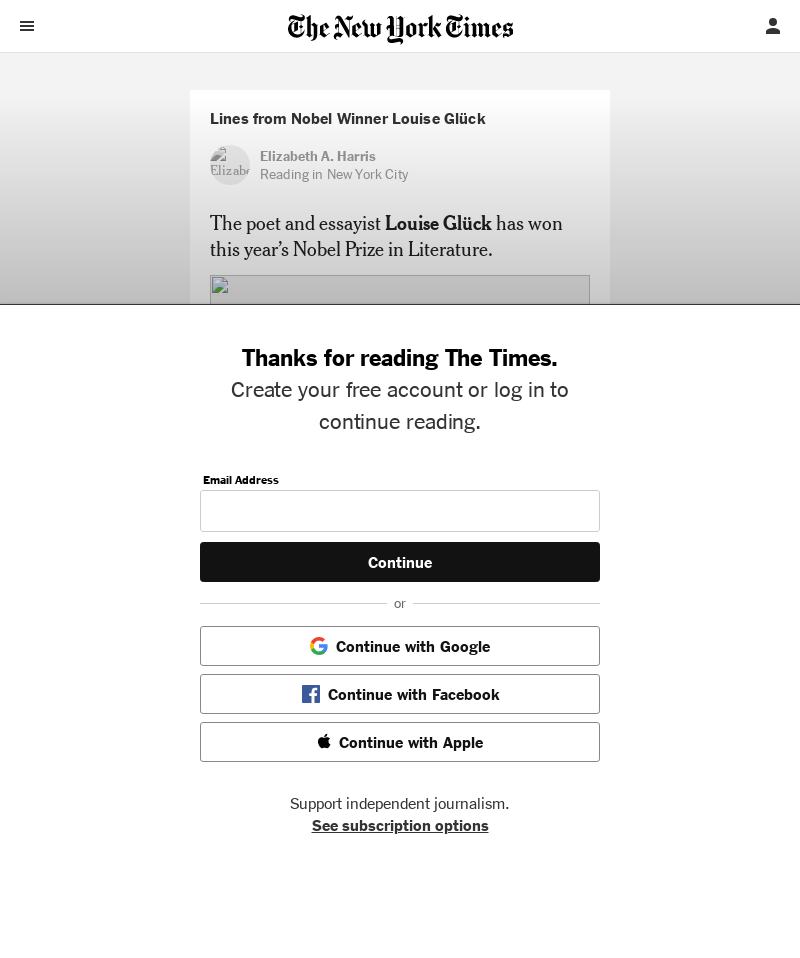 The New York Times
Lines from Nobel Winner Louise Glück
Elizabe
Elizabeth A. Harris
Reading in New York City
The poet and essayist Louise Glück has won
this year’s Nobel Prize in Literature.
Thanks for reading The Times.
Create your free account or log in to
continue reading.
Email Address
Continue
or
Continue with Google
Continue with Facebook
Continue with Apple
Support independent journalism.
See subscription options